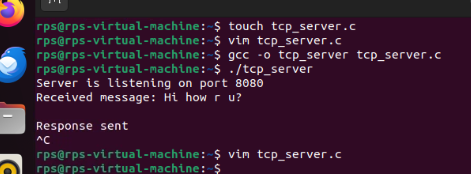 rps@rps-virtual-machine:~$ touch tcp_server.c
rps@rps-virtual-machine:~$ vim tcp_server.c
rps@rps-virtual-machine:~$ gcc -o tcp_server tcp_server.c
rps@rps-virtual-machine:~$ ./tcp_server
Server is listening on port 8080
Received message: Hi how r u?
Response sent
^C
rps@rps-virtual-machine:~$ vim tcp_server.c
rps@rps-virtual-machine:~$